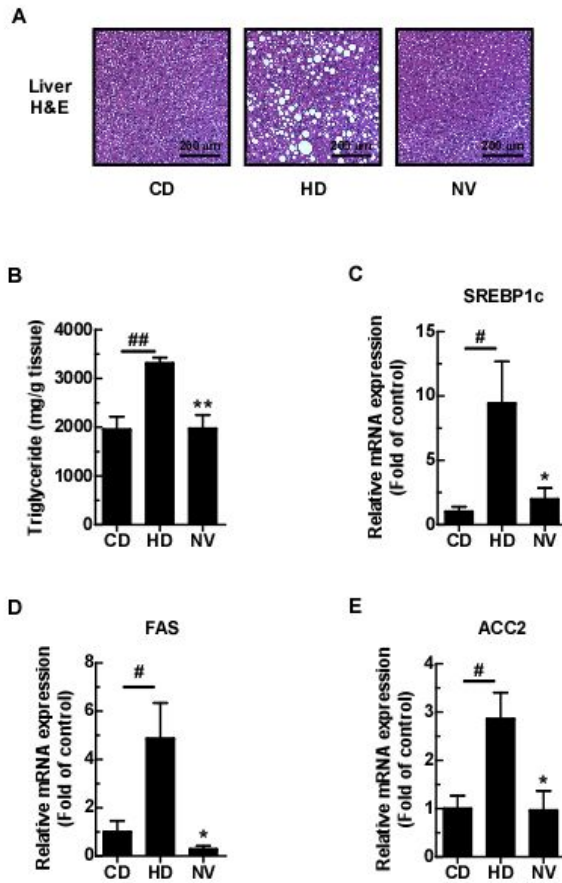 A
Liver
H&E
200 μm
200 μm
200 μm
CD
HD
NV
B
Triglyceride (mg/g tissue)
4000
3000
2000
1000
0
##
**
CD HD NV
C
SREBP1c
Relative mRNA expression
(Fold of control)
15
10
5
0
#
*
CD HD NV
D
FAS
Relative mRNA expression
(Fold of control)
8
6
4
2
0
#
*
CD HD NV
E
ACC2
Relative mRNA expression
(Fold of control)
4
3
2
1
0
#
*
CD HD NV